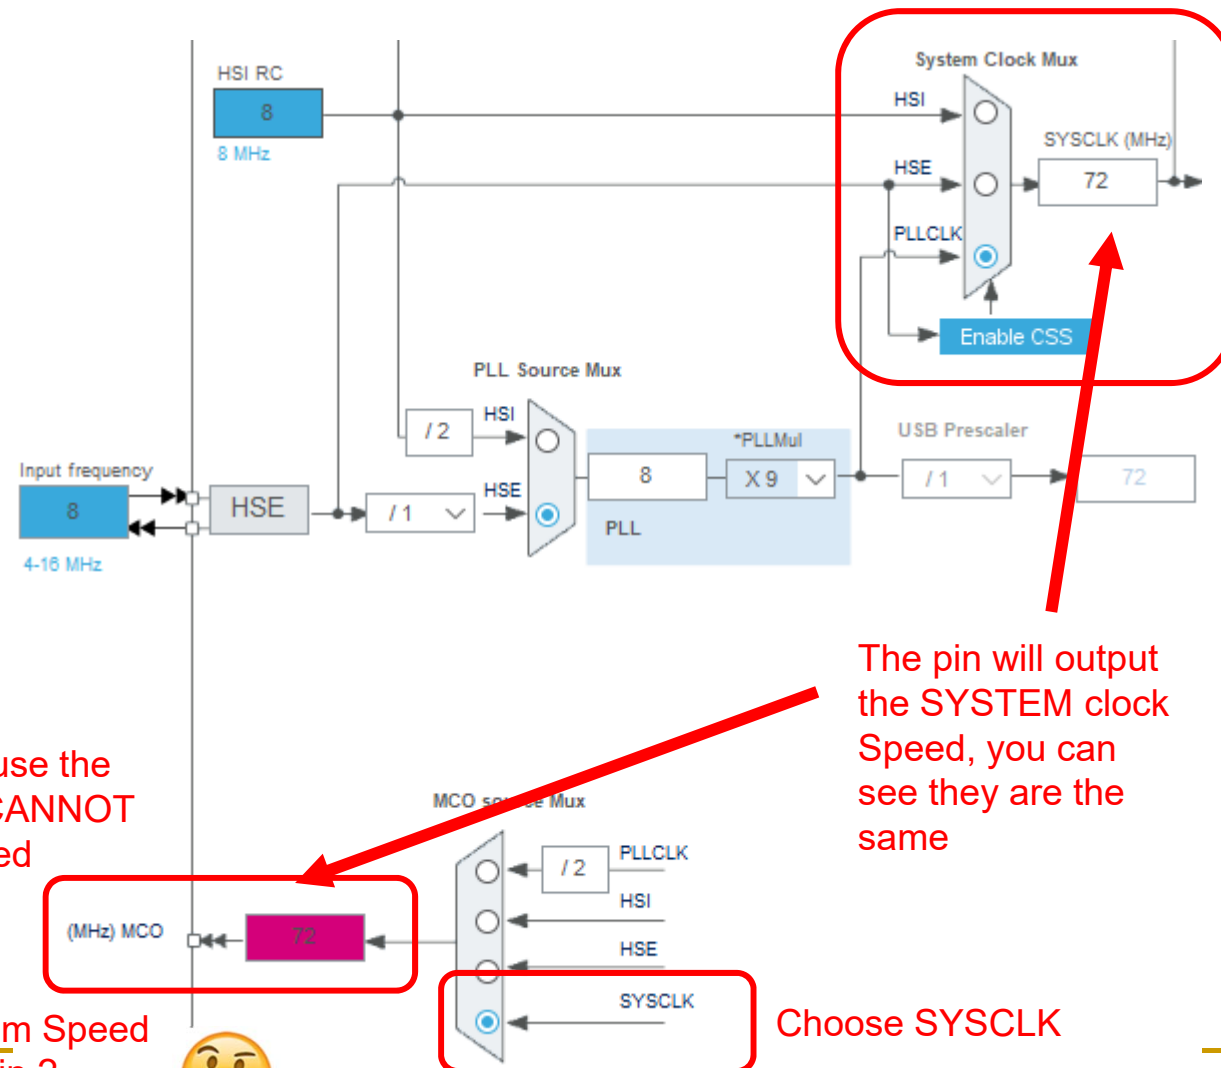 HSI RC
8
8 MHz
System Clock Mux
HSI
HSE
PLLCLK
SYSCLK (MHz)
72
Enable CSS
PLL Source Mux
/ 2
HSI
HSE
/ 1
8
*PLLMul
X 9
PLL
USB Prescaler
/ 1
72
Input frequency
8
4-16 MHz
HSE
The pin will output
the SYSTEM clock
Speed, you can
see they are the
same
use the
CANNOT
ed
MCO source Mux
/ 2
PLLCLK
HSI
HSE
SYSCLK
(MHz) MCO
72
Choose SYSCLK
m Speed